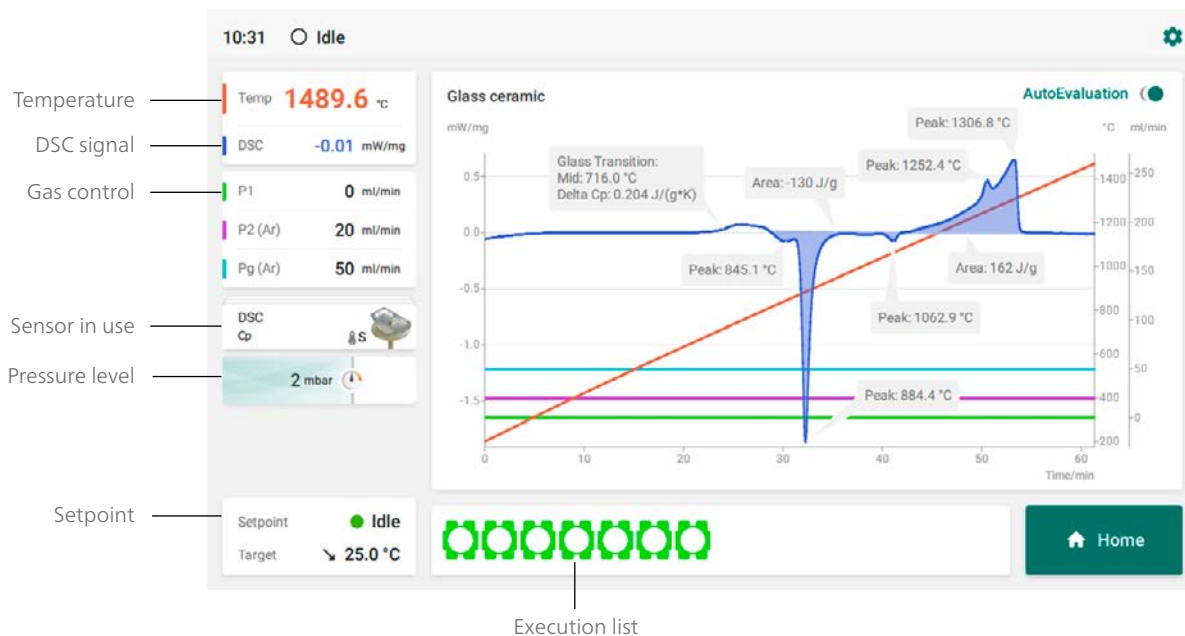 10:31 Idle
Temperature
Temp 1489.6 °C
DSC signal
DSC -0.01 mW/mg
Gas control
P1 0 ml/min
P2 (Ar) 20 ml/min
Pg (Ar) 50 ml/min
Sensor in use
DSC
Cp
S
Pressure level
2 mbar
Glass ceramic
AutoEvaluation
mW/mg
°C ml/min
Peak: 1306.8 °C
Peak: 1252.4 °C
Glass Transition:
Mid: 716.0 °C
Delta Cp: 0.204 J/(g*K)
Area: -130 J/g
Peak: 845.1 °C
Area: 162 J/g
Peak: 1062.9 °C
Peak: 884.4 °C
0.5
0.0
-0.5
-1.0
-1.5
1400
1200
1000
800
600
400
200
250
200
150
100
50
0
0 10 20 30 40 50 60
Time/min
Setpoint
Setpoint Idle
Target 25.0 °C
Home
Execution list